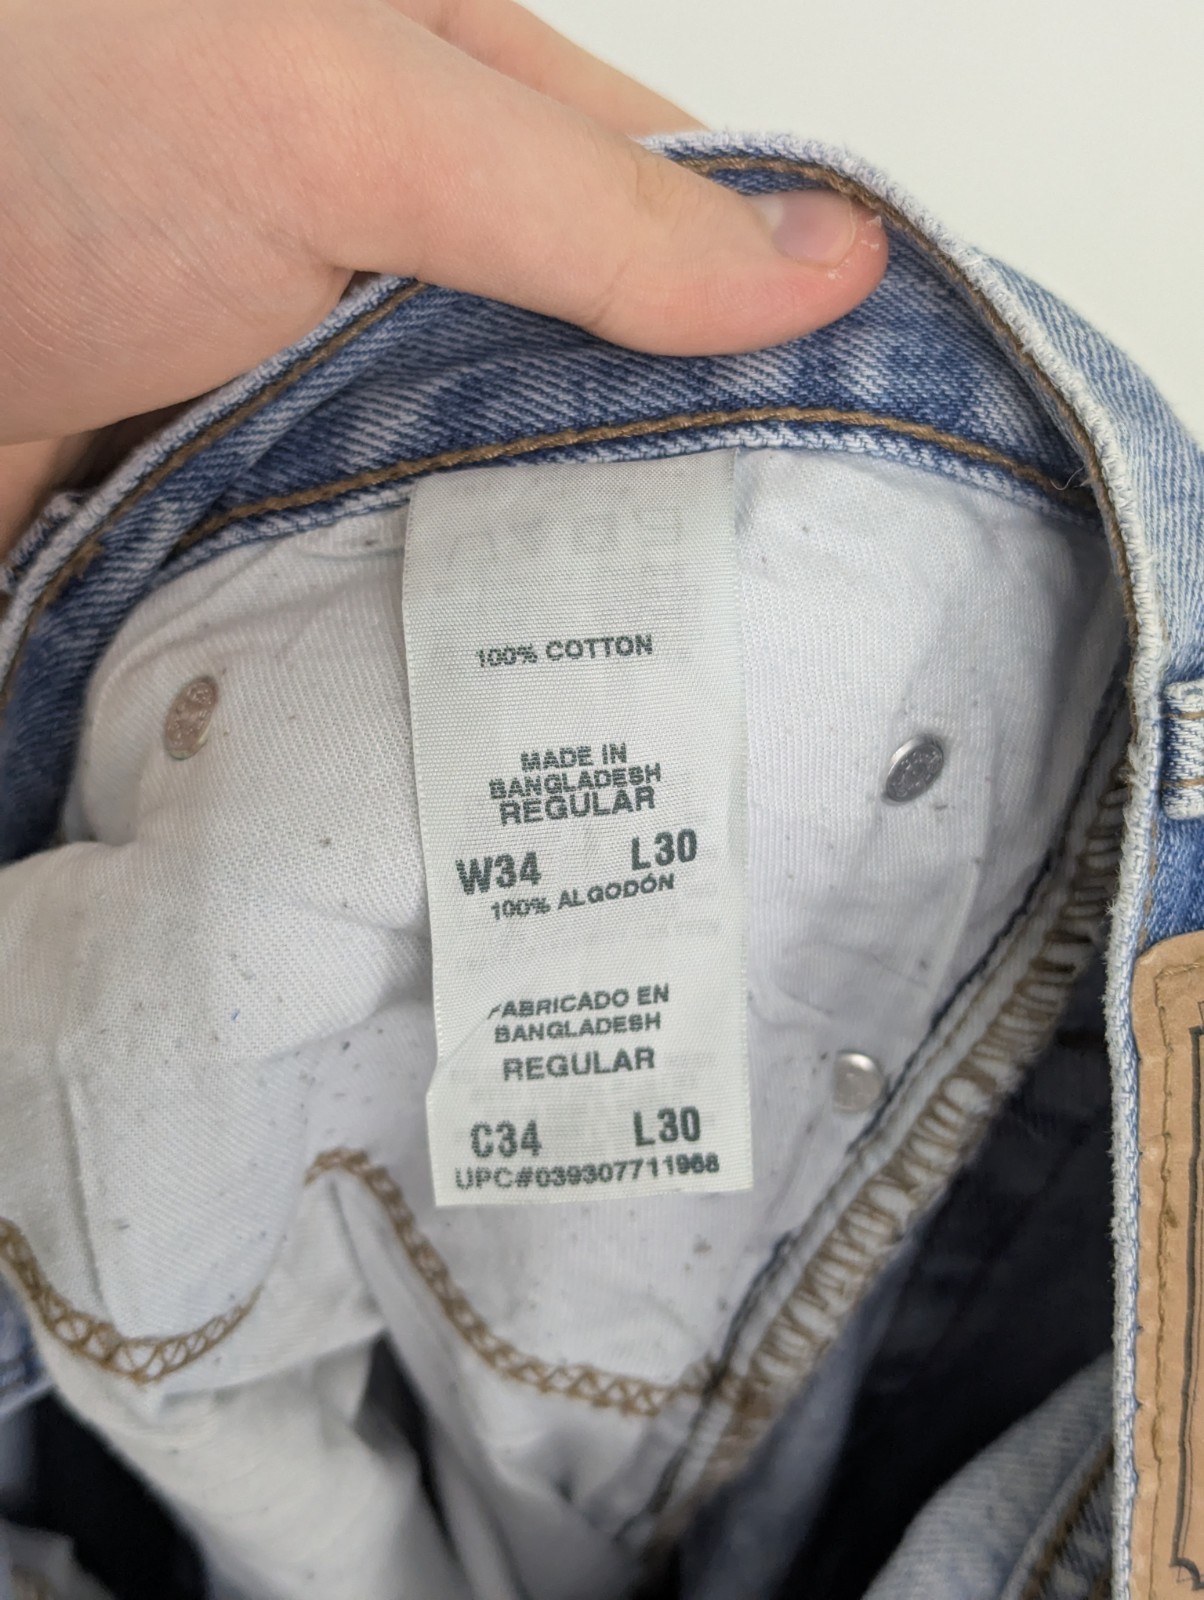 100% COTTON
MADE IN
BANGLADESH
REGULAR
W34 L30
100% ALGODÓN
FABRICADO EN
BANGLADESH
REGULAR
C34 L30
UPC#039307711968